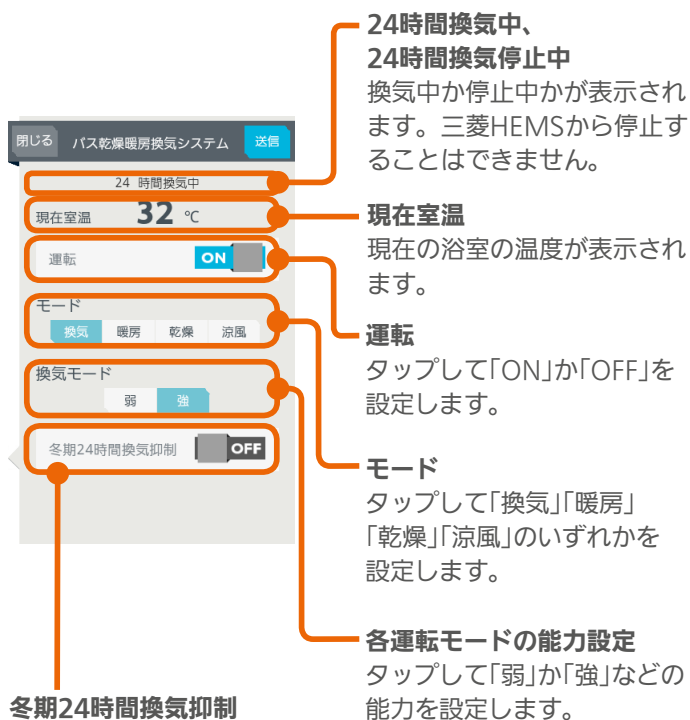 24時間換気中、
24時間換気停止中
換気中か停止中かが表示され
ます。三菱HEMSから停止す
ることはできません。
閉じる バス乾燥暖房換気システム 送信
24 時間換気中
現在室温 32 ℃
運転 ON
モード
換気 暖房 乾燥 涼風
換気モード
弱 強
冬期24時間換気抑制 OFF
現在室温
現在の浴室の温度が表示され
ます。
運転
タップして「ON」か「OFF」を
設定します。
モード
タップして「換気」「暖房」
「乾燥」「涼風」のいずれかを
設定します。
各運転モードの能力設定
タップして「弱」か「強」などの
能力を設定します。
冬期24時間換気抑制